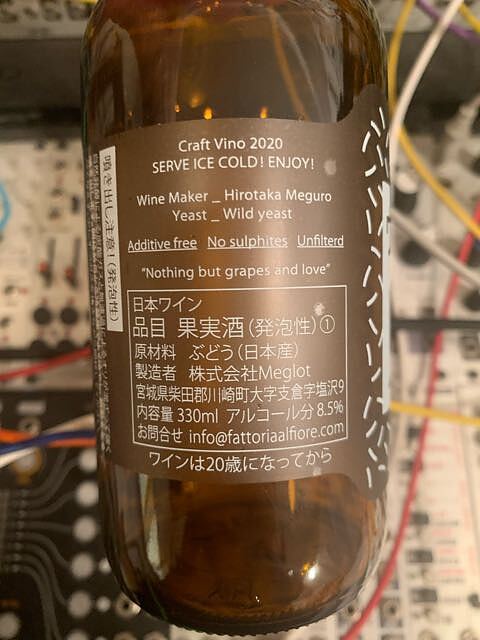 Craft Vino 2020
SERVE ICE COLD! ENJOY!
Wine Maker _ Hirotaka Meguro
Yeast _ Wild yeast
Additive free No sulphites Unfilterd
"Nothing but grapes and love"
日本ワイン
品目 果実酒(発泡性)①
原材料 ぶどう(日本産)
製造者 株式会社Meglot
宮城県柴田郡川崎町大字支倉字塩沢9
内容量 330ml アルコール分 8.5%
お問合せ info@fattoriaalfiore.com
ワインは20歳になってから
噴き出し注意!(発泡性)